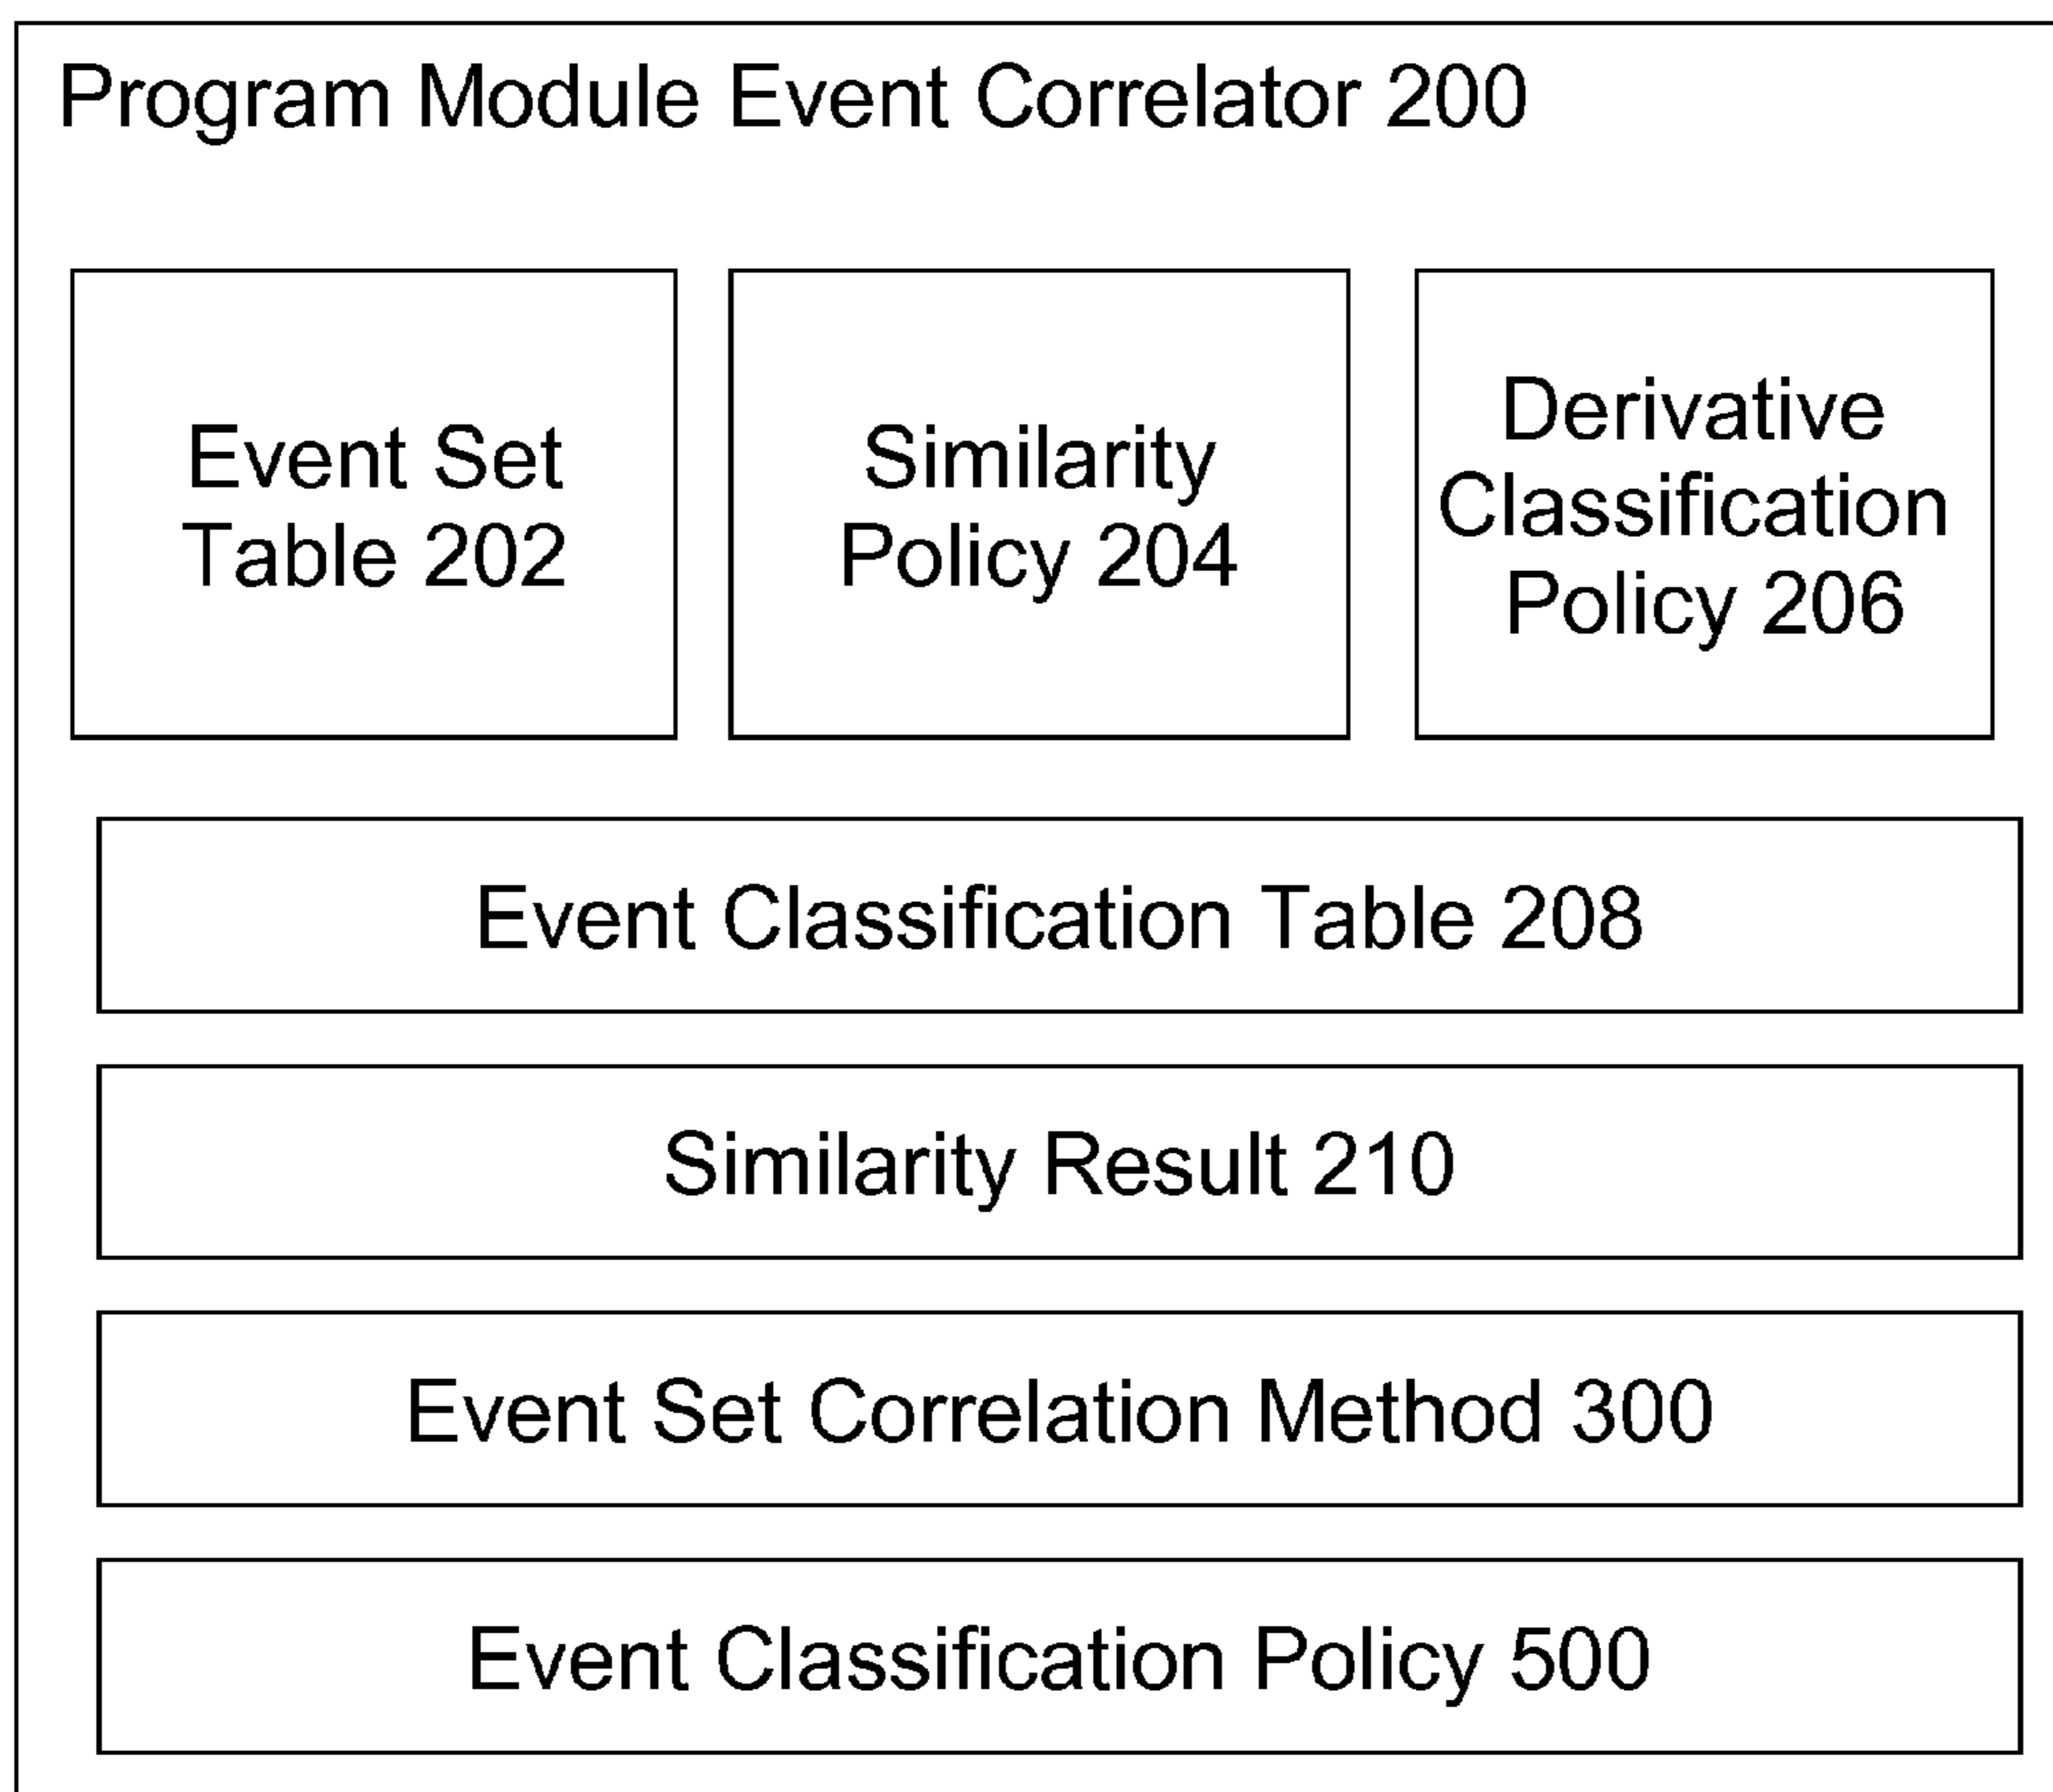 Program Module Event Correlator 200
Event Set
Table 202
Similarity
Policy 204
Derivative
Classification
Policy 206
Event Classification Table 208
Similarity Result 210
Event Set Correlation Method 300
Event Classification Policy 500